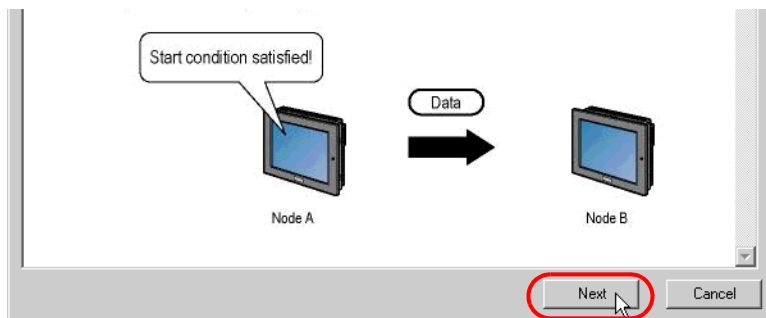 Start condition satisfied!
Data
Node A
Node B
Next
Cancel